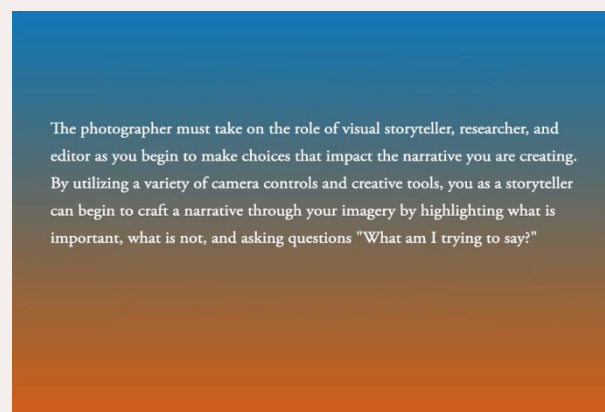 The photographer must take on the role of visual storyteller, researcher, and
editor as you begin to make choices that impact the narrative you are creating.
By utilizing a variety of camera controls and creative tools, you as a storyteller
can begin to craft a narrative through your imagery by highlighting what is
important, what is not, and asking questions "What am I trying to say?"